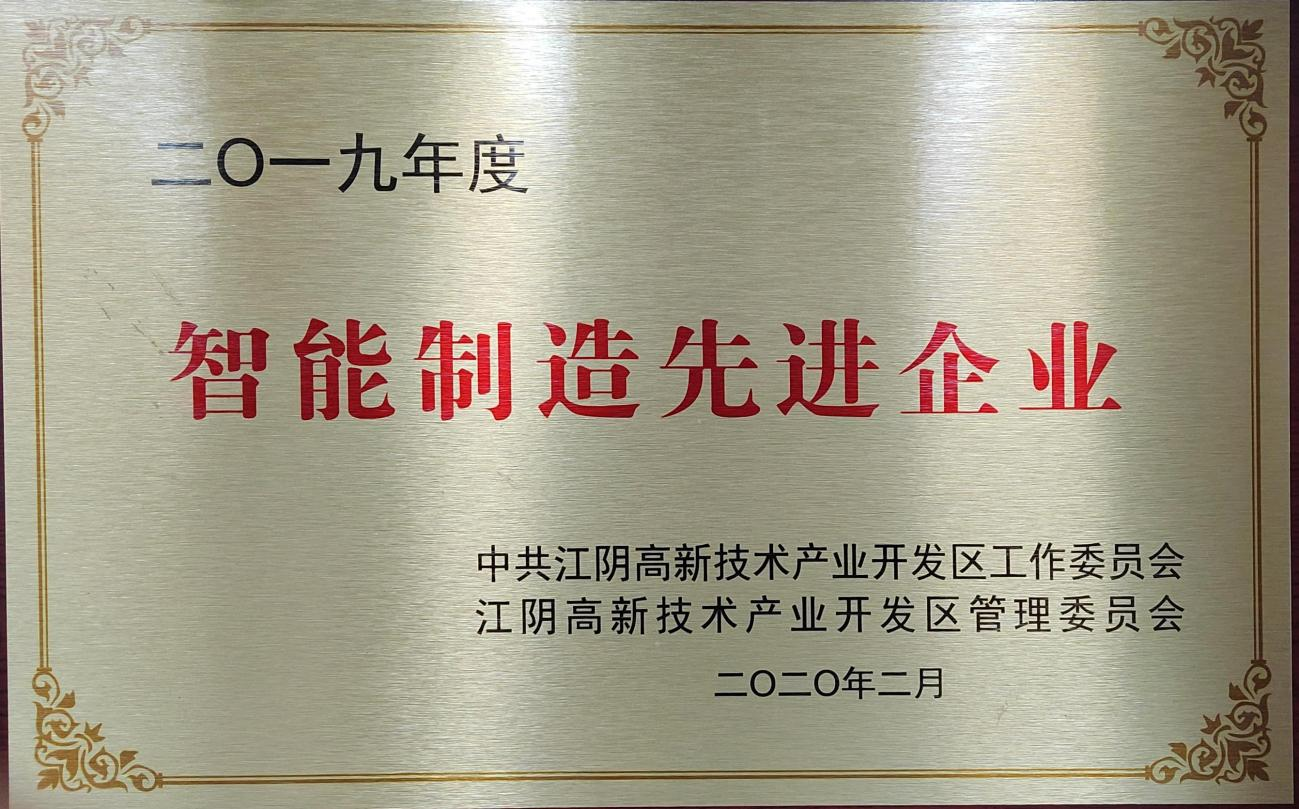 二〇一九年度
智能制造先进企业
中共江阴高新技术产业开发区工作委员会
江阴高新技术产业开发区管理委员会
二〇二〇年二月